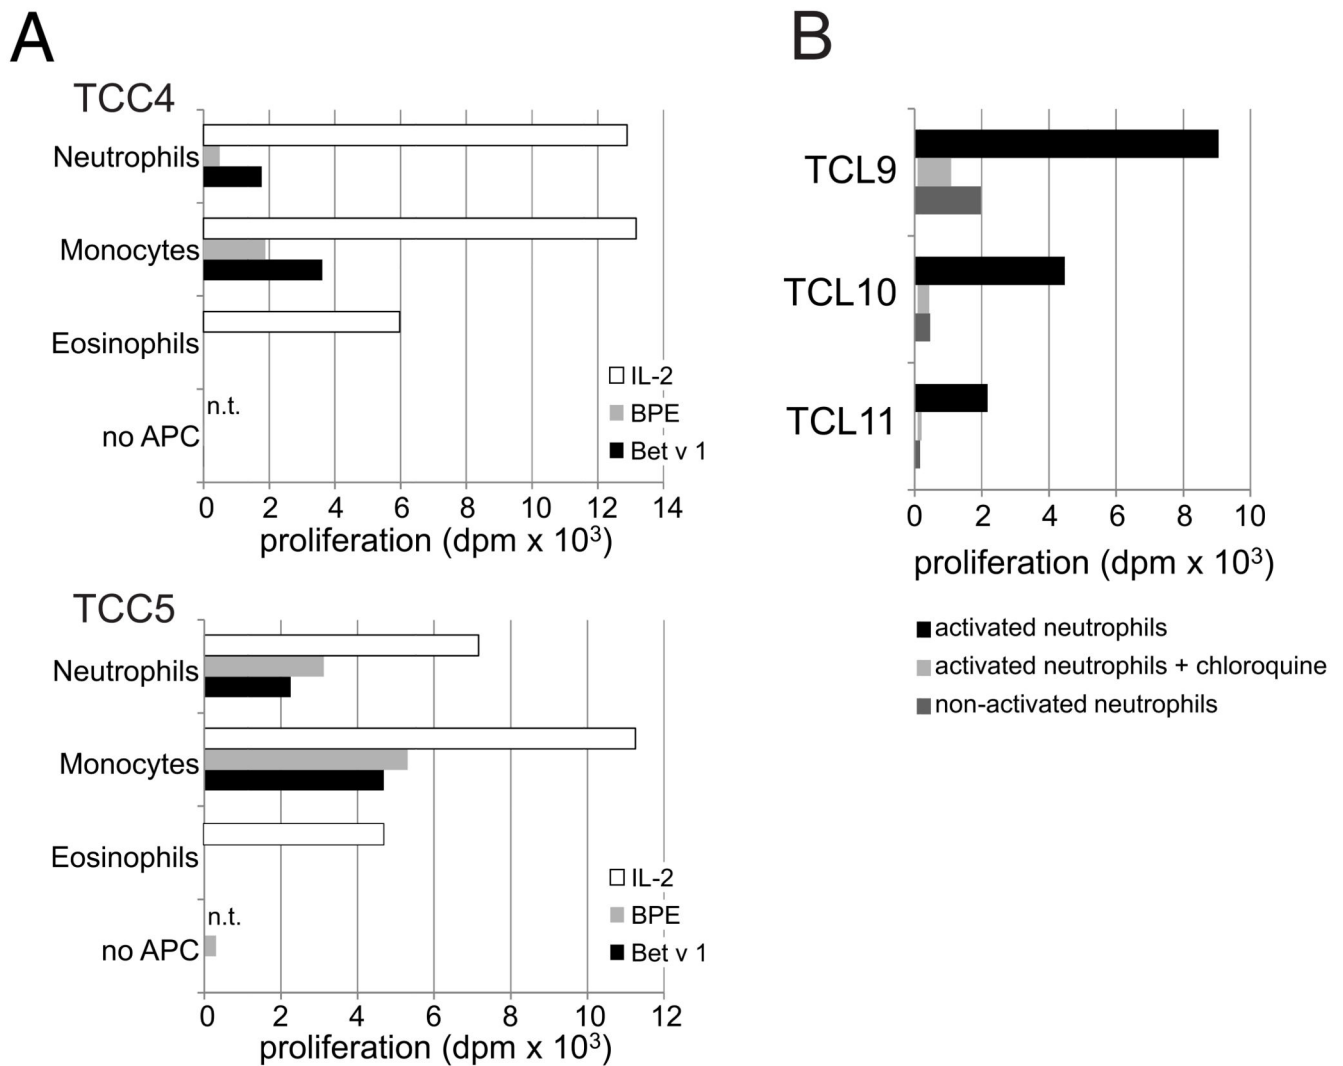 A
TCC4
Neutrophils
Monocytes
Eosinophils
n.t.
no APC
IL-2
BPE
Bet v 1
0 2 4 6 8 10 12 14
proliferation (dpm x 10³)
TCC5
Neutrophils
Monocytes
Eosinophils
n.t.
no APC
IL-2
BPE
Bet v 1
0 2 4 6 8 10 12
proliferation (dpm x 10³)
B
TCL9
TCL10
TCL11
0 2 4 6 8 10
proliferation (dpm x 10³)
activated neutrophils
activated neutrophils + chloroquine
non-activated neutrophils